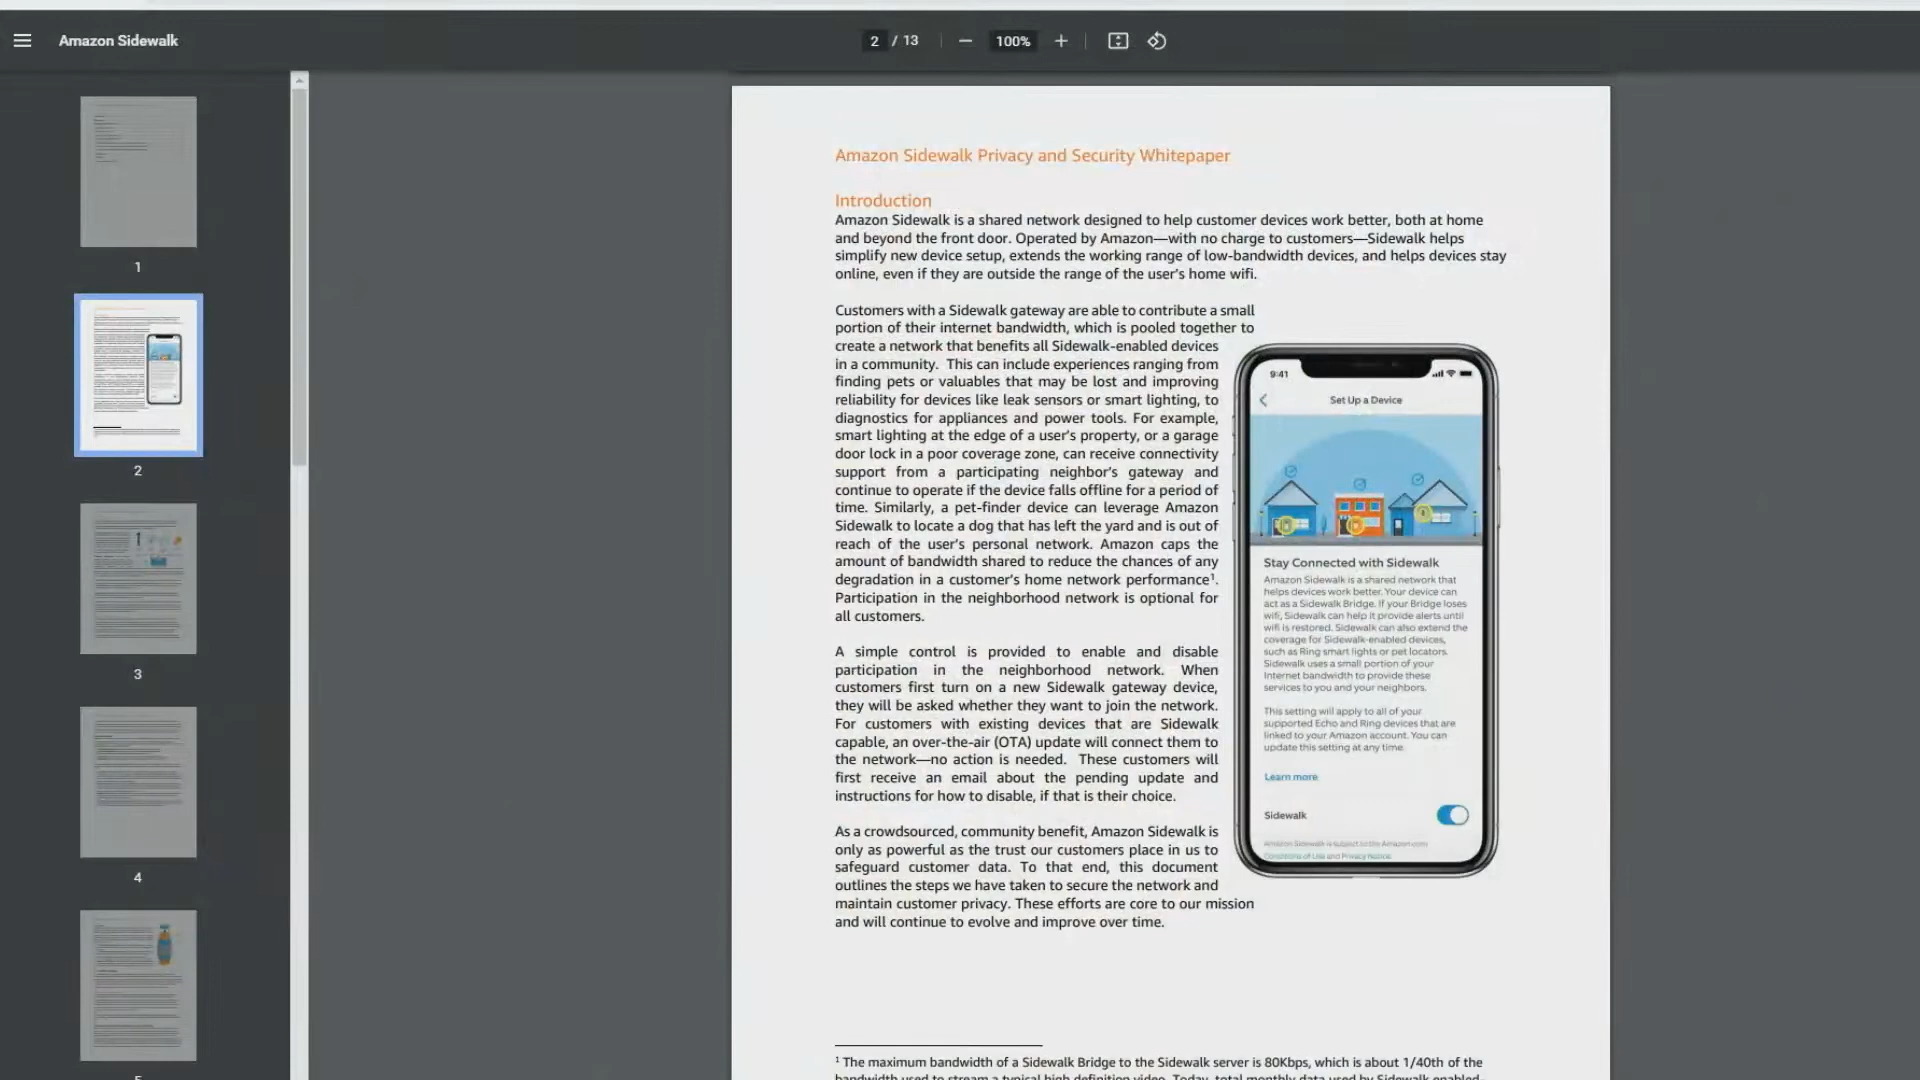 Amazon Sidewalk
2 / 13
100%
1
2
3
4
5
Amazon Sidewalk Privacy and Security Whitepaper
Introduction
Amazon Sidewalk is a shared network designed to help customer devices work better, both at home
and beyond the front door. Operated by Amazon—with no charge to customers—Sidewalk helps
simplify new device setup, extends the working range of low-bandwidth devices, and helps devices stay
online, even if they are outside the range of the user's home wifi.
Customers with a Sidewalk gateway are able to contribute a small
portion of their internet bandwidth, which is pooled together to
create a network that benefits all Sidewalk-enabled devices
in a community. This can include experiences ranging from
finding pets or valuables that may be lost and improving
reliability for devices like leak sensors or smart lighting, to
diagnostics for appliances and power tools. For example,
smart lighting at the edge of a user's property, or a garage
door lock in a poor coverage zone, can receive connectivity
support from a participating neighbor's gateway and
continue to operate if the device falls offline for a period of
time. Similarly, a pet-finder device can leverage Amazon
Sidewalk to locate a dog that has left the yard and is out of
reach of the user's personal network. Amazon caps the
amount of bandwidth shared to reduce the chances of any
degradation in a customer's home network performance¹.
Participation in the neighborhood network is optional for
all customers.
A simple control is provided to enable and disable
participation in the neighborhood network. When
customers first turn on a new Sidewalk gateway device,
they will be asked whether they want to join the network.
For customers with existing devices that are Sidewalk
capable, an over-the-air (OTA) update will connect them to
the network—no action is needed. These customers will
first receive an email about the pending update and
instructions for how to disable, if that is their choice.
As a crowdsourced, community benefit, Amazon Sidewalk is
only as powerful as the trust our customers place in us to
safeguard customer data. To that end, this document
outlines the steps we have taken to secure the network and
maintain customer privacy. These efforts are core to our mission
and will continue to evolve and improve over time.
9:41
Set Up a Device
Stay Connected with Sidewalk
Amazon Sidewalk is a shared network that
helps devices work better. Your device can
act as a Sidewalk Bridge. If your Bridge loses
wifi, Sidewalk can help it provide alerts until
wifi is restored. Sidewalk can also extend the
coverage for Sidewalk-enabled devices,
such as Ring smart lights or pet locators.
Sidewalk uses a small portion of your
Internet bandwidth to provide these
services to you and your neighbors.
This setting will apply to all of your
supported Echo and Ring devices that are
linked to your Amazon account. You can
update this setting at any time.
Learn more
Sidewalk
Amazon Sidewalk is subject to the Amazon.com
Conditions of Use and Privacy Notice.
¹ The maximum bandwidth of a Sidewalk Bridge to the Sidewalk server is 80Kbps, which is about 1/40th of the
bandwidth used to stream a typical high definition video. Today, total monthly data used by Sidewalk enabled-